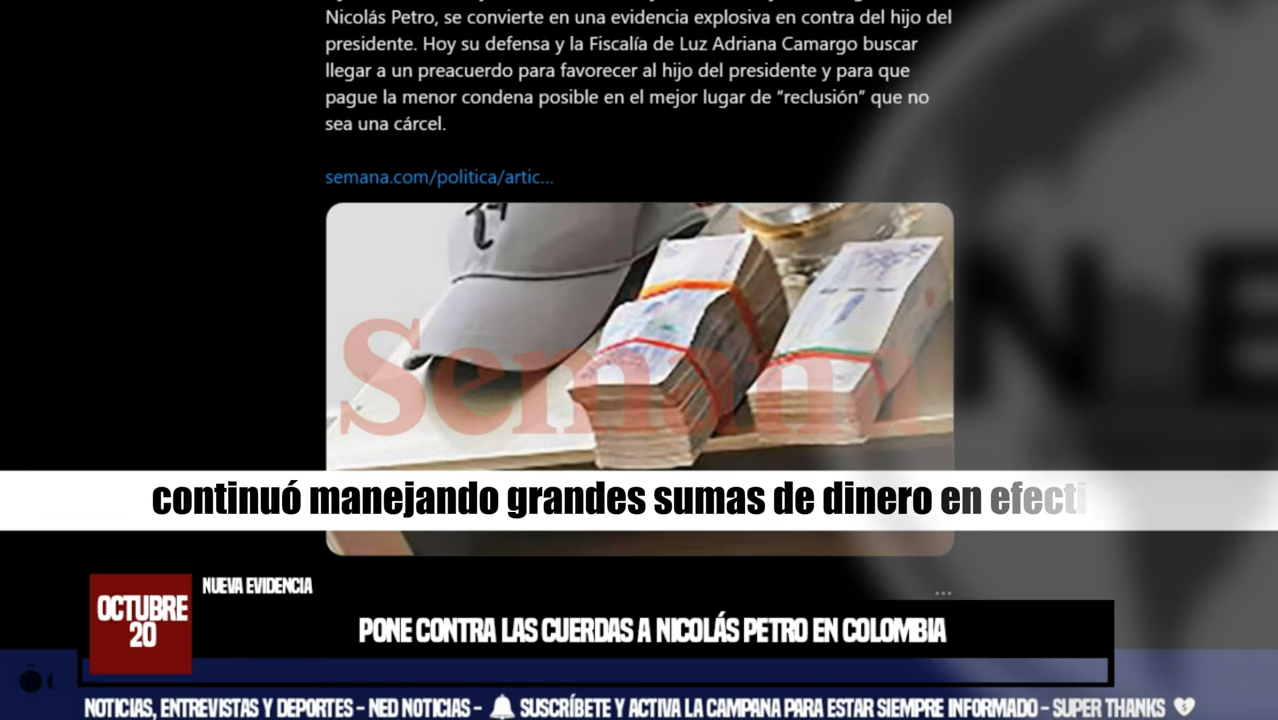 Nicolás Petro, se convierte en una evidencia explosiva en contra del hijo del
presidente. Hoy su defensa y la Fiscalía de Luz Adriana Camargo buscar
llegar a un preacuerdo para favorecer al hijo del presidente y para que
pague la menor condena posible en el mejor lugar de “reclusión” que no
sea una cárcel.
semana.com/politica/artic...
Semana
N E
continuó manejando grandes sumas de dinero en efecti
NUEVA EVIDENCIA
OCTUBRE
20
PONE CONTRA LAS CUERDAS A NICOLÁS PETRO EN COLOMBIA
NOTICIAS, ENTREVISTAS Y DEPORTES - NED NOTICIAS - SUSCRÍBETE Y ACTIVA LA CAMPANA PARA ESTAR SIEMPRE INFORMADO - SUPER THANKS